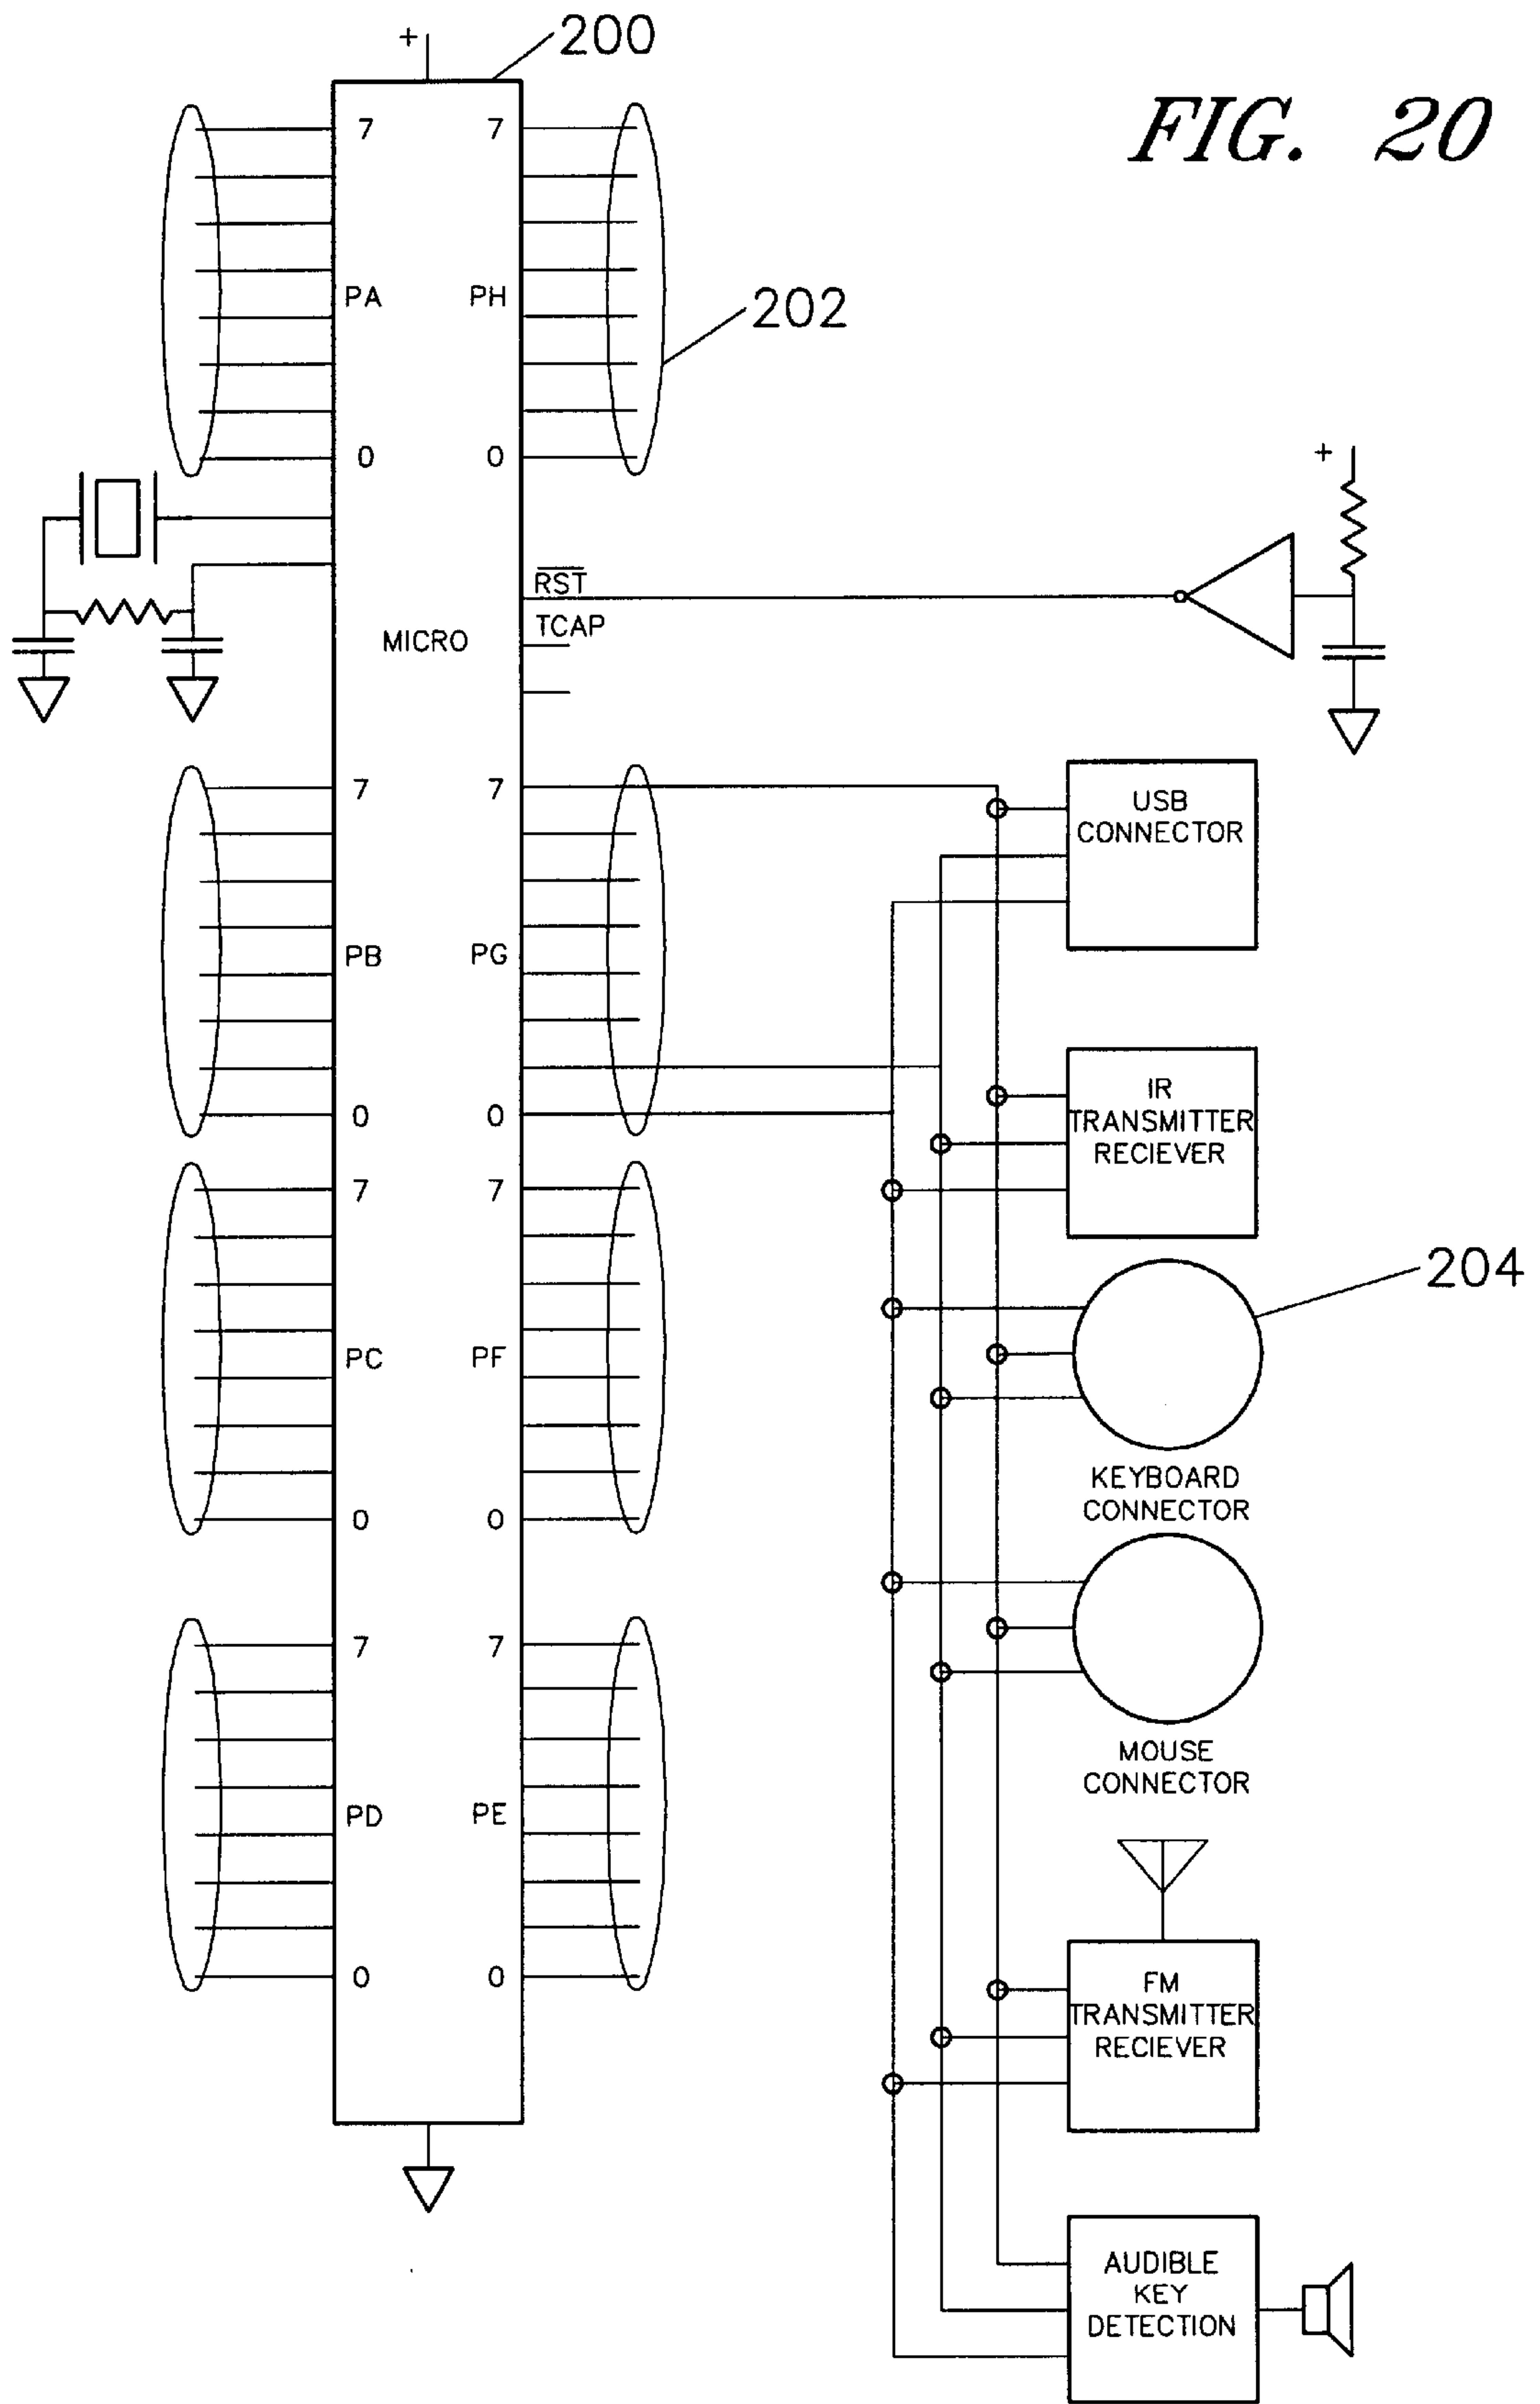 +
200
FIG. 20
7 7
PA PH
202
0 0
+
RST
TCAP
MICRO
7 7
USB
CONNECTOR
PB PG
0 0
IR
TRANSMITTER
RECIEVER
7 7
204
PC PF
KEYBOARD
CONNECTOR
0 0
7 7
MOUSE
CONNECTOR
PD PE
0 0
FM
TRANSMITTER
RECIEVER
AUDIBLE
KEY
DETECTION